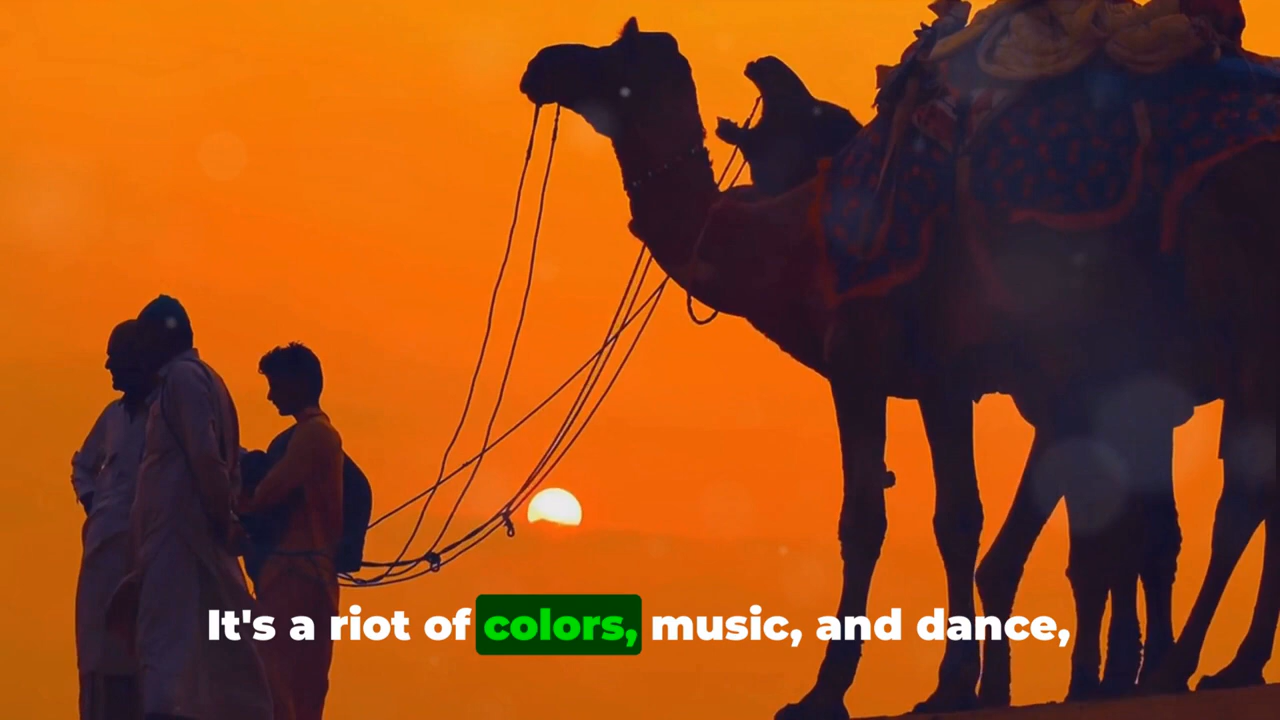 It's a riot of colors, music, and dance,